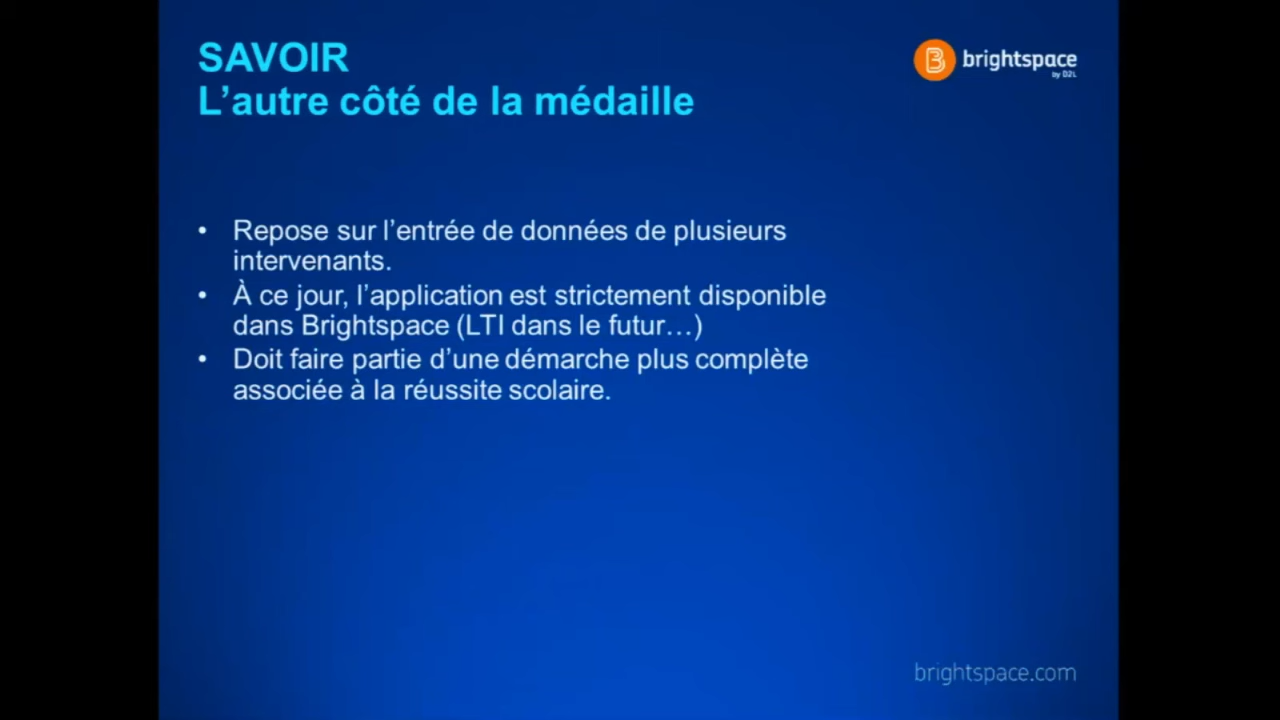 SAVOIR
L’autre côté de la médaille
brightspace
by D2L
• Repose sur l’entrée de données de plusieurs
intervenants.
• À ce jour, l’application est strictement disponible
dans Brightspace (LTI dans le futur…)
• Doit faire partie d’une démarche plus complète
associée à la réussite scolaire.
brightspace.com